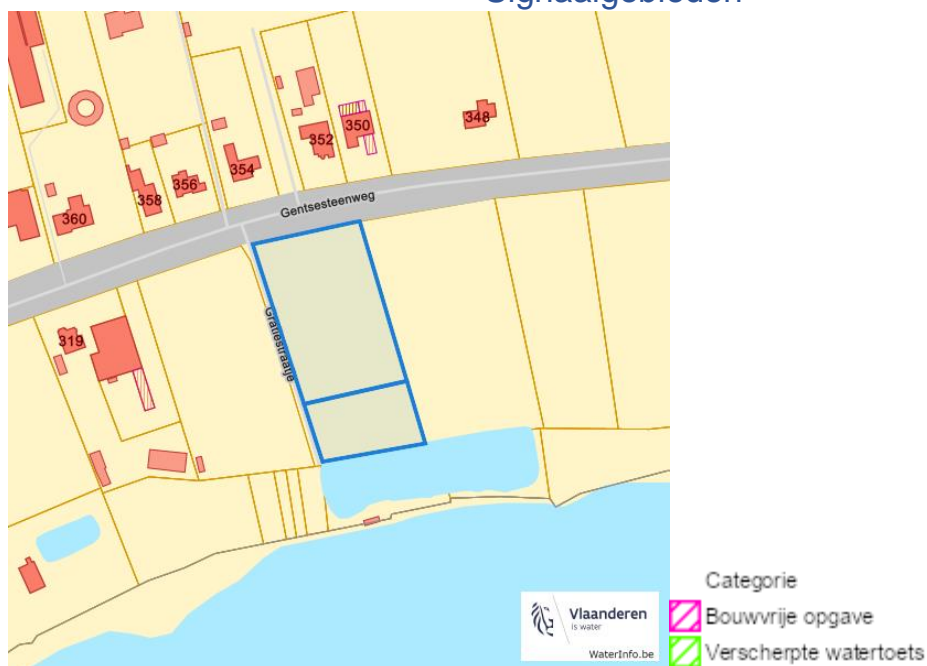 Signaalgebieden
348
350
352
354
356
358
360
Gentsesteenweg
Gratiestraatje
319
Vlaanderen
is water
WaterInfo.be
Categorie
Bouwvrije opgave
Verscherpte watertoets